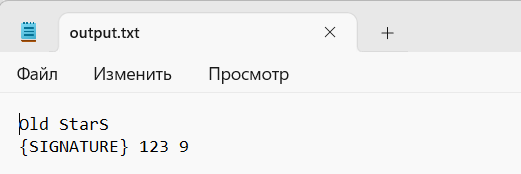 output.txt
Файл Изменить Просмотр
Old StarS
{SIGNATURE} 123 9